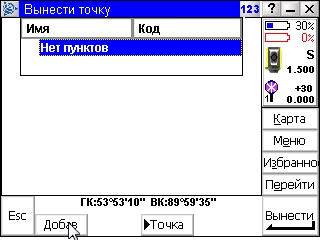 Вынести точку
123
? – ×
Имя
Код
Нет пунктов
30%
0%
S
1.500
+30
0.000
Карта
Меню
Избранно
Перейти
ГК:53°53'10" ВК:89°59'35"
Esc
Добав
Точка
Вынести